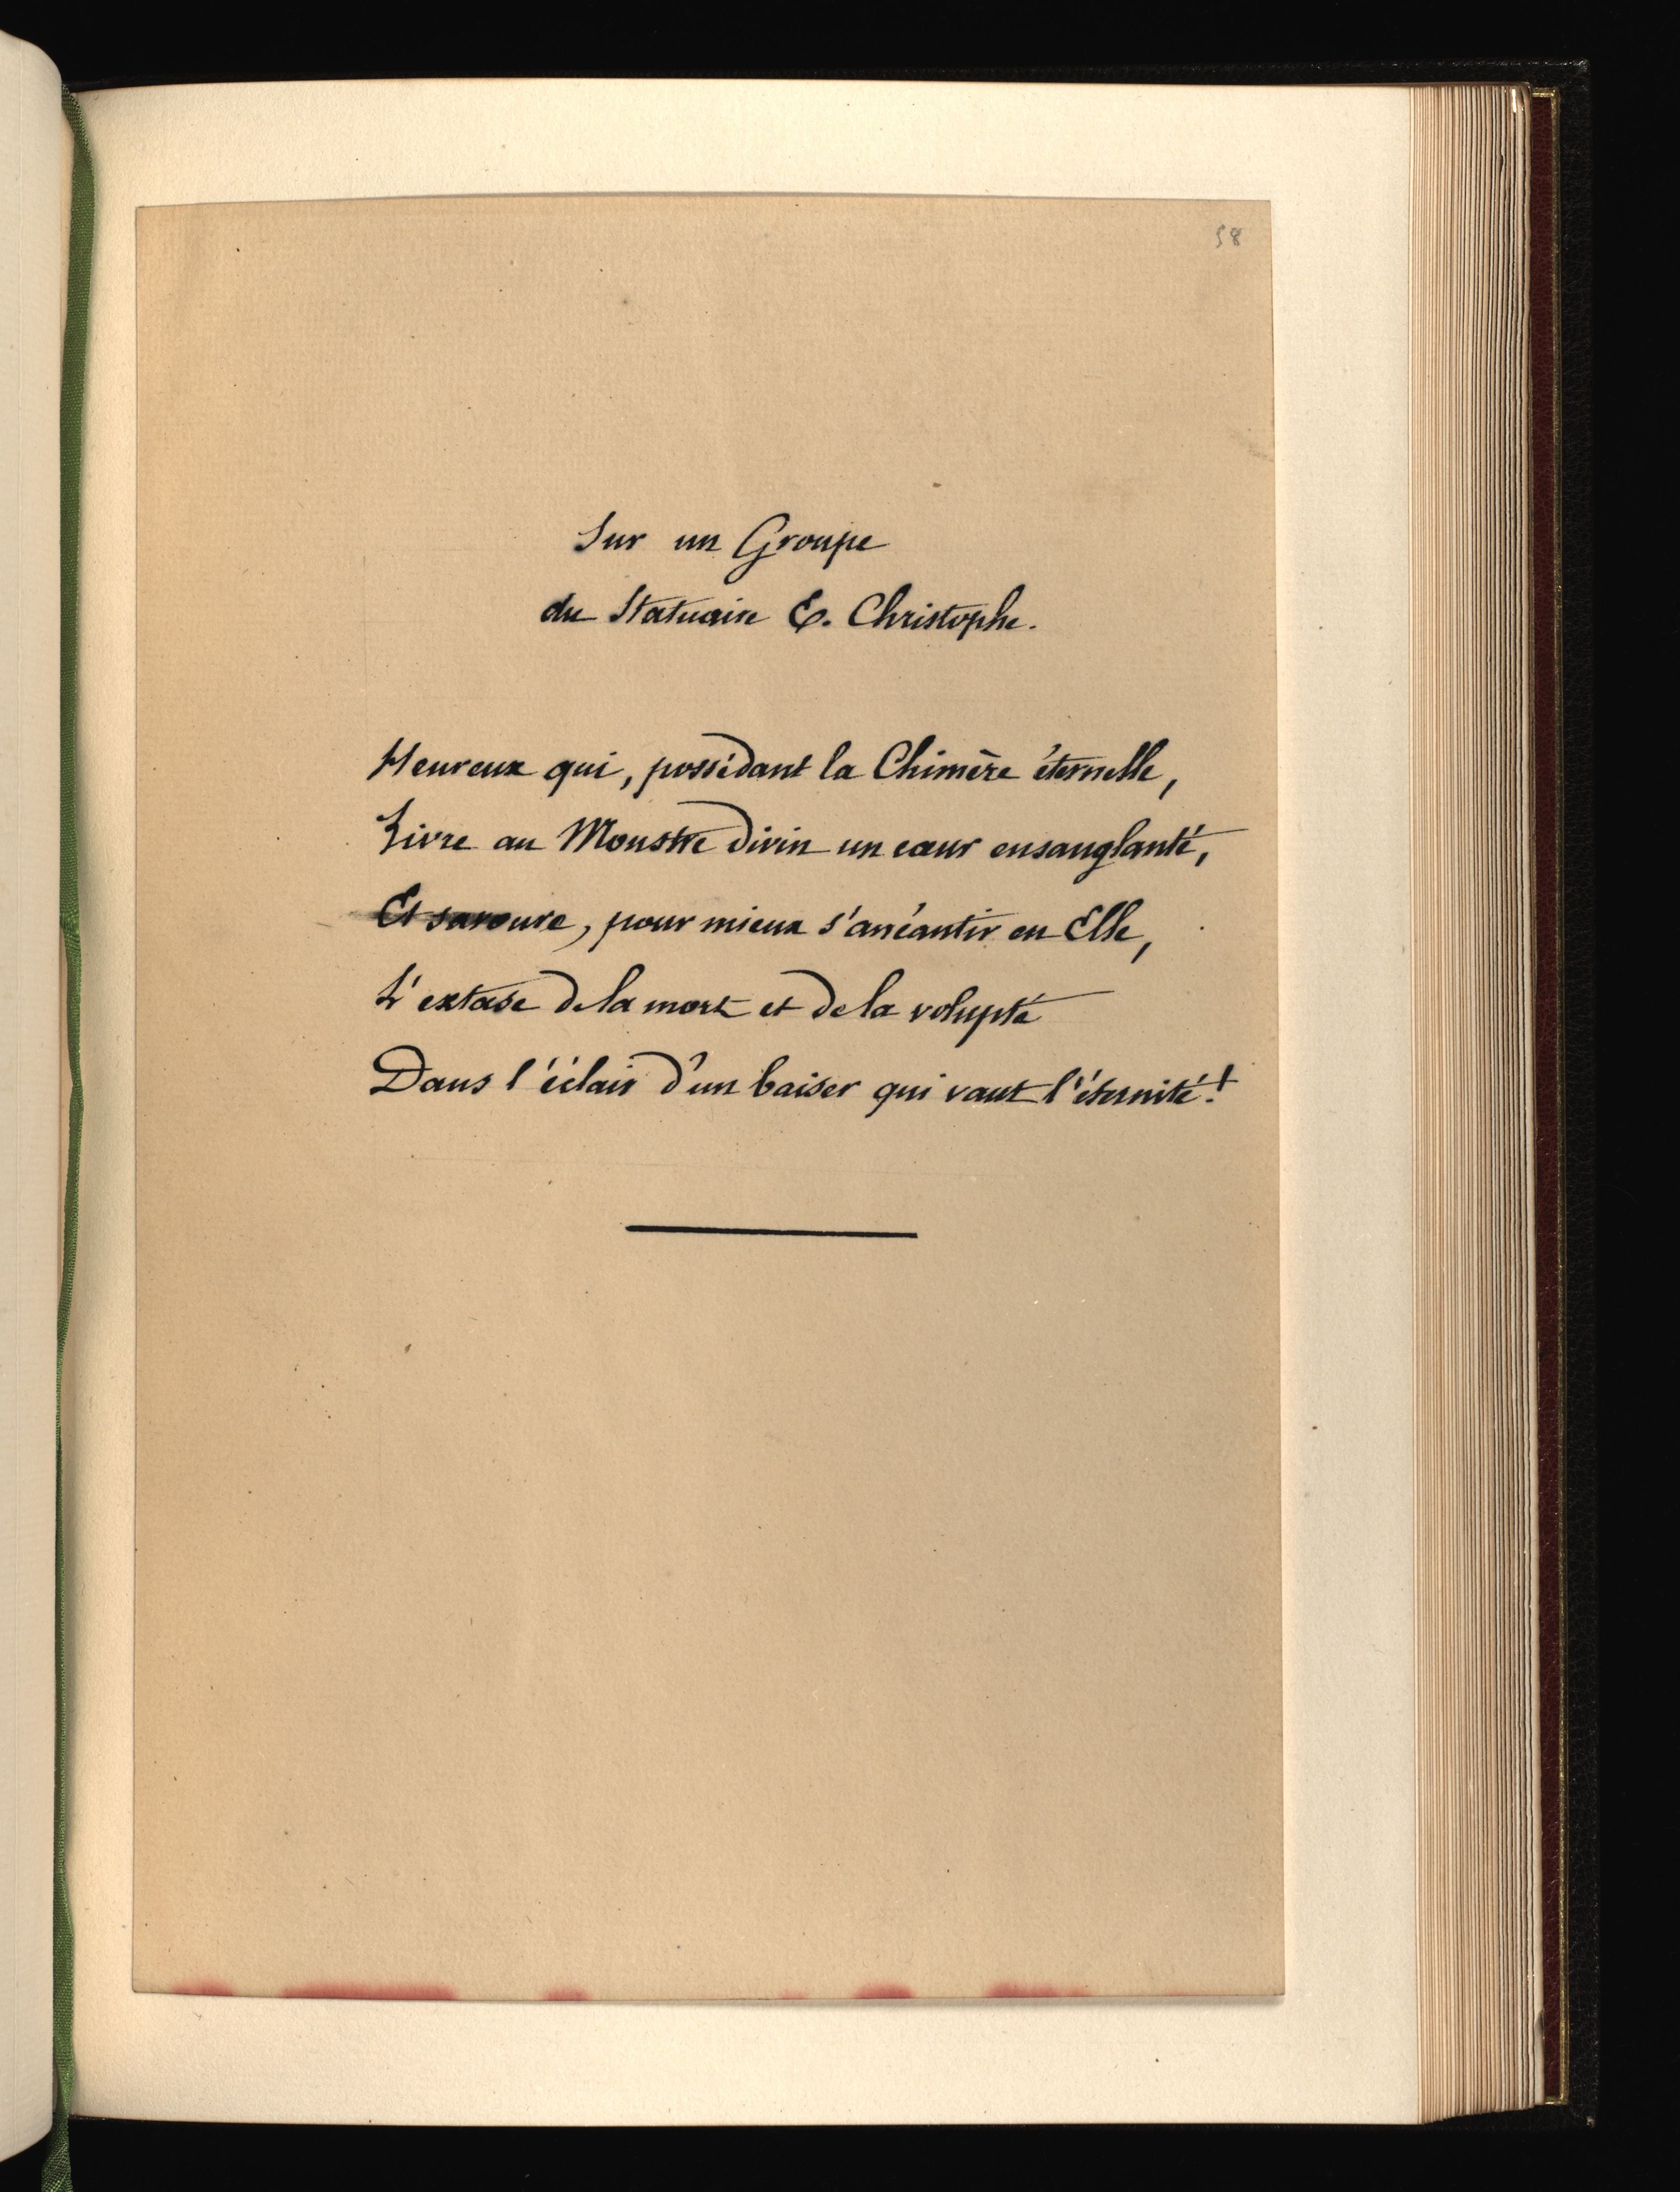 58
Sur un Groupe
du Statuaire E. Christophe.
Heureux qui, possédant la Chimère éternelle,
Livre au Monstre divin un cœur ensanglanté,
Et savoure, pour mieux s'anéantir en Elle,
L'extase de la mort et de la volupté
Dans l'éclair d'un baiser qui vaut l'éternité!